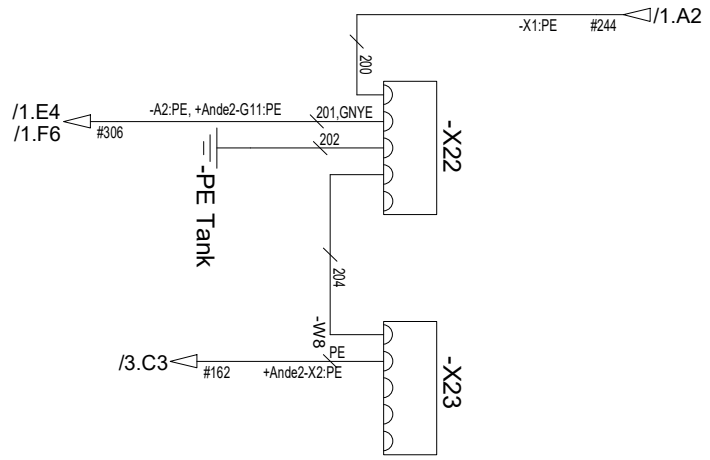 /1.A2
-X1:PE
#244
200
/1.E4
/1.F6
-A2:PE, +Ande2-G11:PE
201,GNYE
#306
202
-X22
-PE Tank
204
-W8
PE
/3.C3
#162
+Ande2-X2:PE
-X23